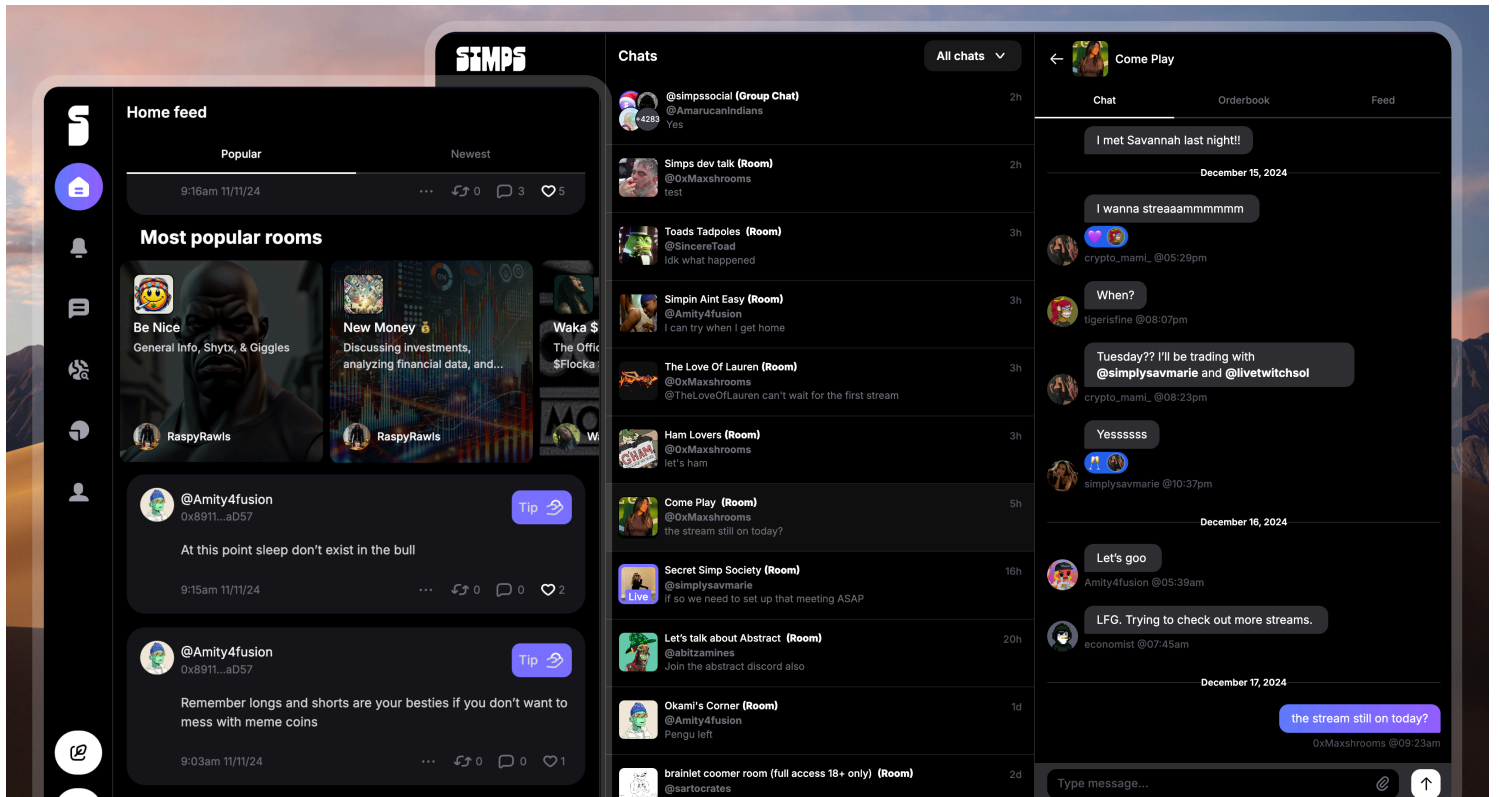 SIMPS
Home feed
Popular
Newest
9:16am 11/11/24
0
3
5
Most popular rooms
Be Nice
General Info, Shytx, & Giggles
RaspyRawls
New Money
Discussing investments,
analyzing financial data, and...
RaspyRawls
Waka $
The Offic
$Flocka
@Amity4fusion
0x8911...aD57
Tip
At this point sleep don't exist in the bull
9:15am 11/11/24
0
0
2
@Amity4fusion
0x8911...aD57
Tip
Remember longs and shorts are your besties if you don't want to
mess with meme coins
9:03am 11/11/24
0
0
1
Chats
All chats
+4283
@simpssocial (Group Chat)
2h
@AmarucanIndians
Yes
Simps dev talk (Room)
2h
@0xMaxshrooms
test
Toads Tadpoles (Room)
3h
@SincereToad
Idk what happened
Simpin Aint Easy (Room)
3h
@Amity4fusion
I can try when I get home
The Love Of Lauren (Room)
3h
@0xMaxshrooms
@TheLoveOfLauren can't wait for the first stream
GHAM
Ham Lovers (Room)
3h
@0xMaxshrooms
let's ham
Come Play (Room)
5h
@0xMaxshrooms
the stream still on today?
Live
Secret Simp Society (Room)
16h
@simplysavmarie
if so we need to set up that meeting ASAP
Let's talk about Abstract (Room)
20h
@abitzamines
Join the abstract discord also
Okami's Corner (Room)
1d
@Amity4fusion
Pengu left
brainlet coomer room (full access 18+ only) (Room)
2d
@sartocrates
Come Play
Chat
Orderbook
Feed
I met Savannah last night!!
December 15, 2024
I wanna streaaammmmmm
crypto_mami_ @05:29pm
When?
tigerisfine @08:07pm
Tuesday?? I'll be trading with
@simplysavmarie and @livetwitchsol
crypto_mami_ @08:23pm
Yessssss
simplysavmarie @10:37pm
December 16, 2024
Let's goo
Amity4fusion @05:39am
LFG. Trying to check out more streams.
economist @07:45am
December 17, 2024
the stream still on today?
0xMaxshrooms @09:23am
Type message...